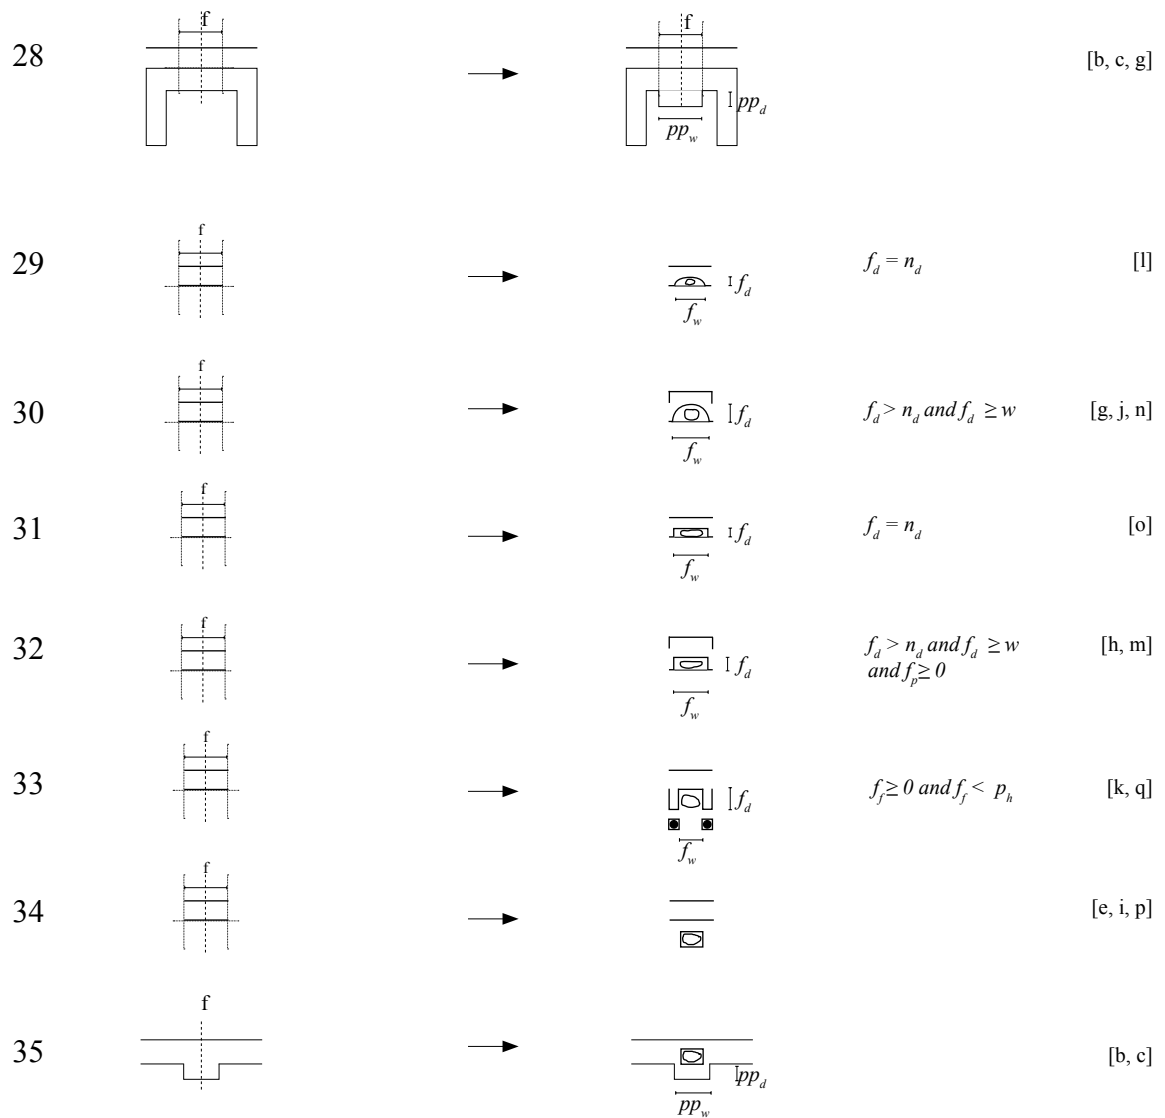 f
f
28
[b, c, g]
pp_d
pp_w
f
29
f_d = n_d
[l]
f_d
f_w
f
30
f_d > n_d and f_d ≥ w
[g, j, n]
f_d
f_w
f
31
f_d = n_d
[o]
f_d
f_w
f
32
f_d > n_d and f_d ≥ w
[h, m]
f_d
and f_p ≥ 0
f_w
f
33
f_f ≥ 0 and f_f < p_h
[k, q]
f_d
f_w
f
34
[e, i, p]
f
35
[b, c]
pp_d
pp_w